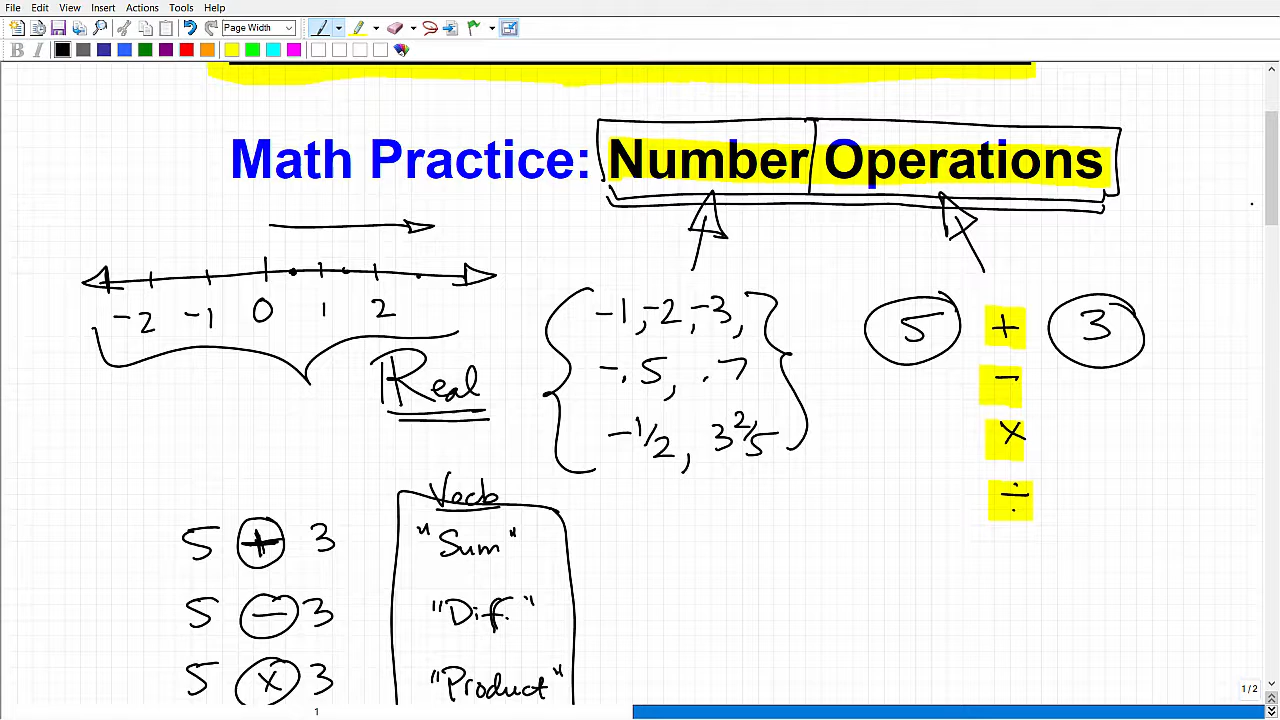 File Edit View Insert Actions Tools Help
Page Width
B I
Math Practice: Number Operations
-2 -1 0 1 2
Real
-1, -2, -3,
-.5, .7
-1/2, 3 2/5
5 + 3
-
×
÷
Vocb
5 + 3 "Sum"
5 - 3 "Diff."
5 × 3 "Product"
1/2
1